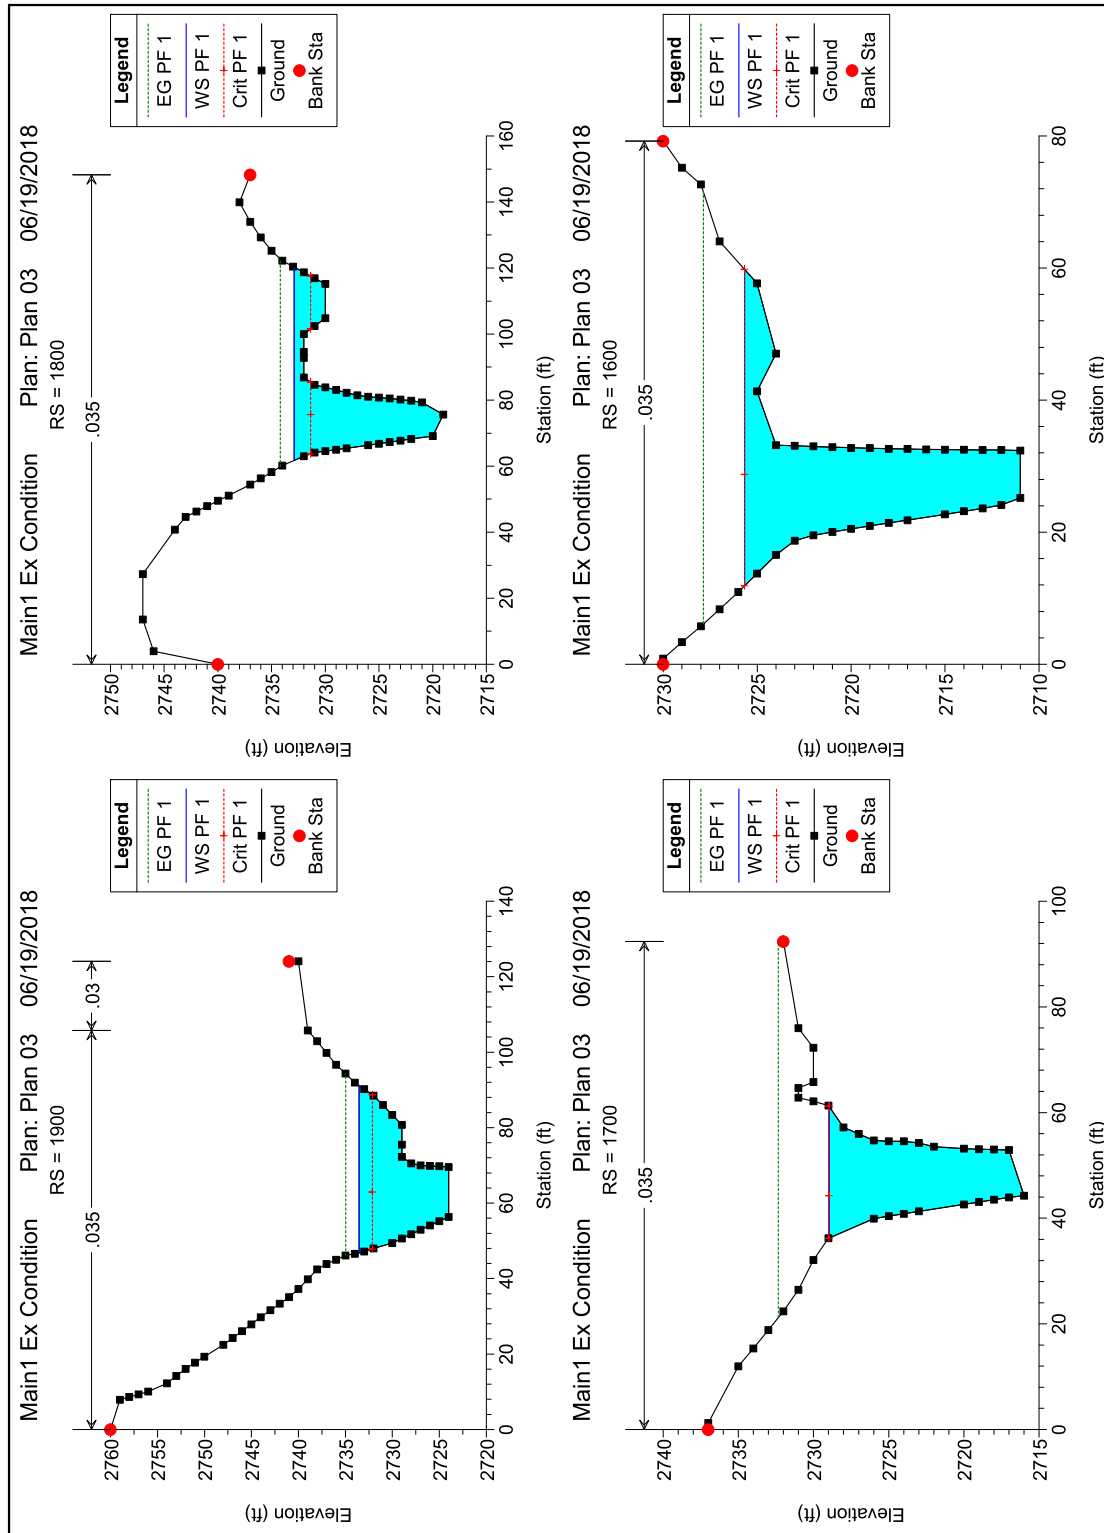 Main1 Ex Condition Plan: Plan 03 06/19/2018
RS = 1900
.035
.03
2760
2755
2750
2745
2740
2735
2730
2725
2720
Elevation (ft)
0
20
40
60
80
100
120
140
Station (ft)
Legend
EG PF 1
WS PF 1
Crit PF 1
Ground
Bank Sta
Main1 Ex Condition Plan: Plan 03 06/19/2018
RS = 1800
.035
2750
2745
2740
2735
2730
2725
2720
2715
Elevation (ft)
0
20
40
60
80
100
120
140
160
Station (ft)
Legend
EG PF 1
WS PF 1
Crit PF 1
Ground
Bank Sta
Main1 Ex Condition Plan: Plan 03 06/19/2018
RS = 1700
.035
2740
2735
2730
2725
2720
2715
Elevation (ft)
0
20
40
60
80
100
Station (ft)
Legend
EG PF 1
WS PF 1
Crit PF 1
Ground
Bank Sta
Main1 Ex Condition Plan: Plan 03 06/19/2018
RS = 1600
.035
2730
2725
2720
2715
2710
Elevation (ft)
0
20
40
60
80
Station (ft)
Legend
EG PF 1
WS PF 1
Crit PF 1
Ground
Bank Sta